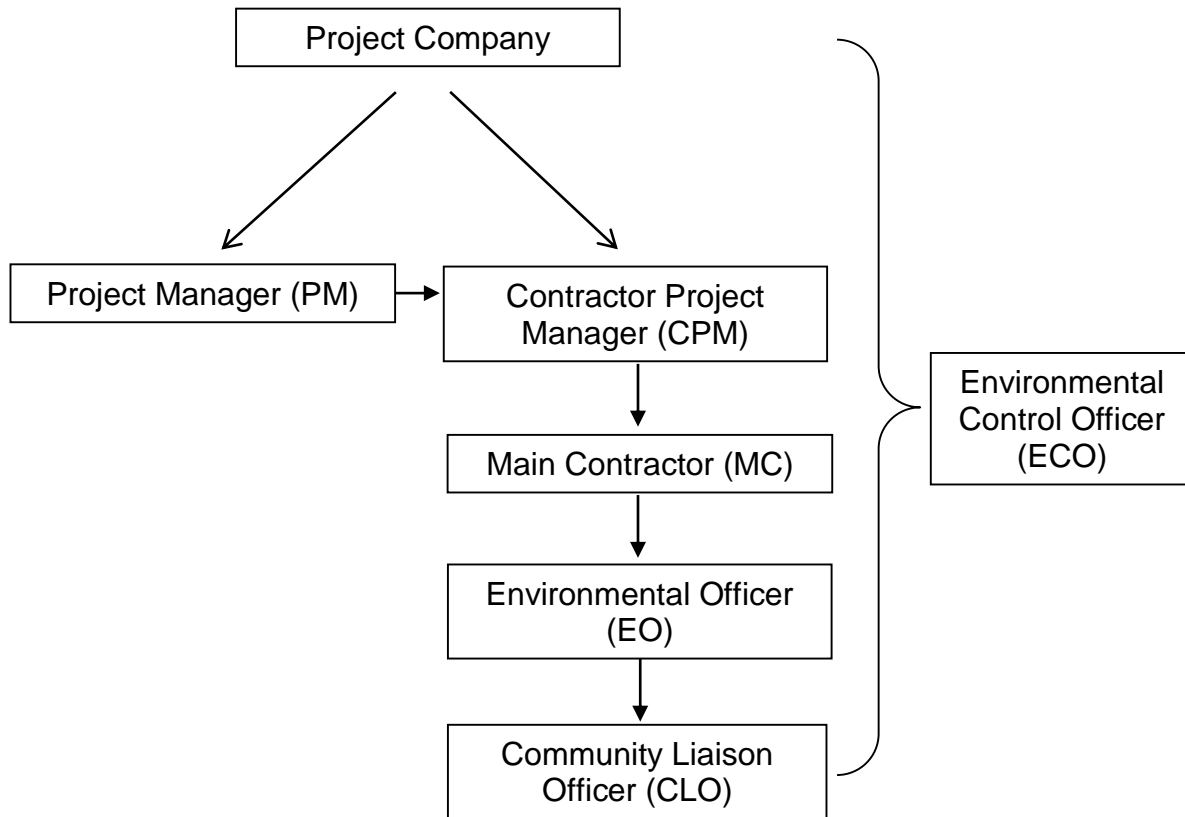 Project Company
Project Manager (PM)
Contractor Project
Manager (CPM)
Main Contractor (MC)
Environmental
Control Officer
(ECO)
Environmental Officer
(EO)
Community Liaison
Officer (CLO)